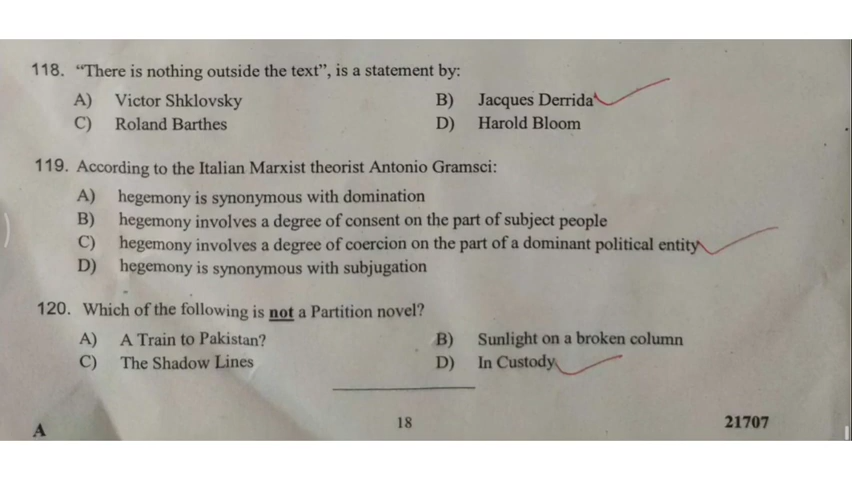 118. “There is nothing outside the text”, is a statement by:
A) Victor Shklovsky B) Jacques Derrida
C) Roland Barthes D) Harold Bloom
119. According to the Italian Marxist theorist Antonio Gramsci:
A) hegemony is synonymous with domination
B) hegemony involves a degree of consent on the part of subject people
C) hegemony involves a degree of coercion on the part of a dominant political entity
D) hegemony is synonymous with subjugation
120. Which of the following is not a Partition novel?
A) A Train to Pakistan? B) Sunlight on a broken column
C) The Shadow Lines D) In Custody
A 18 21707